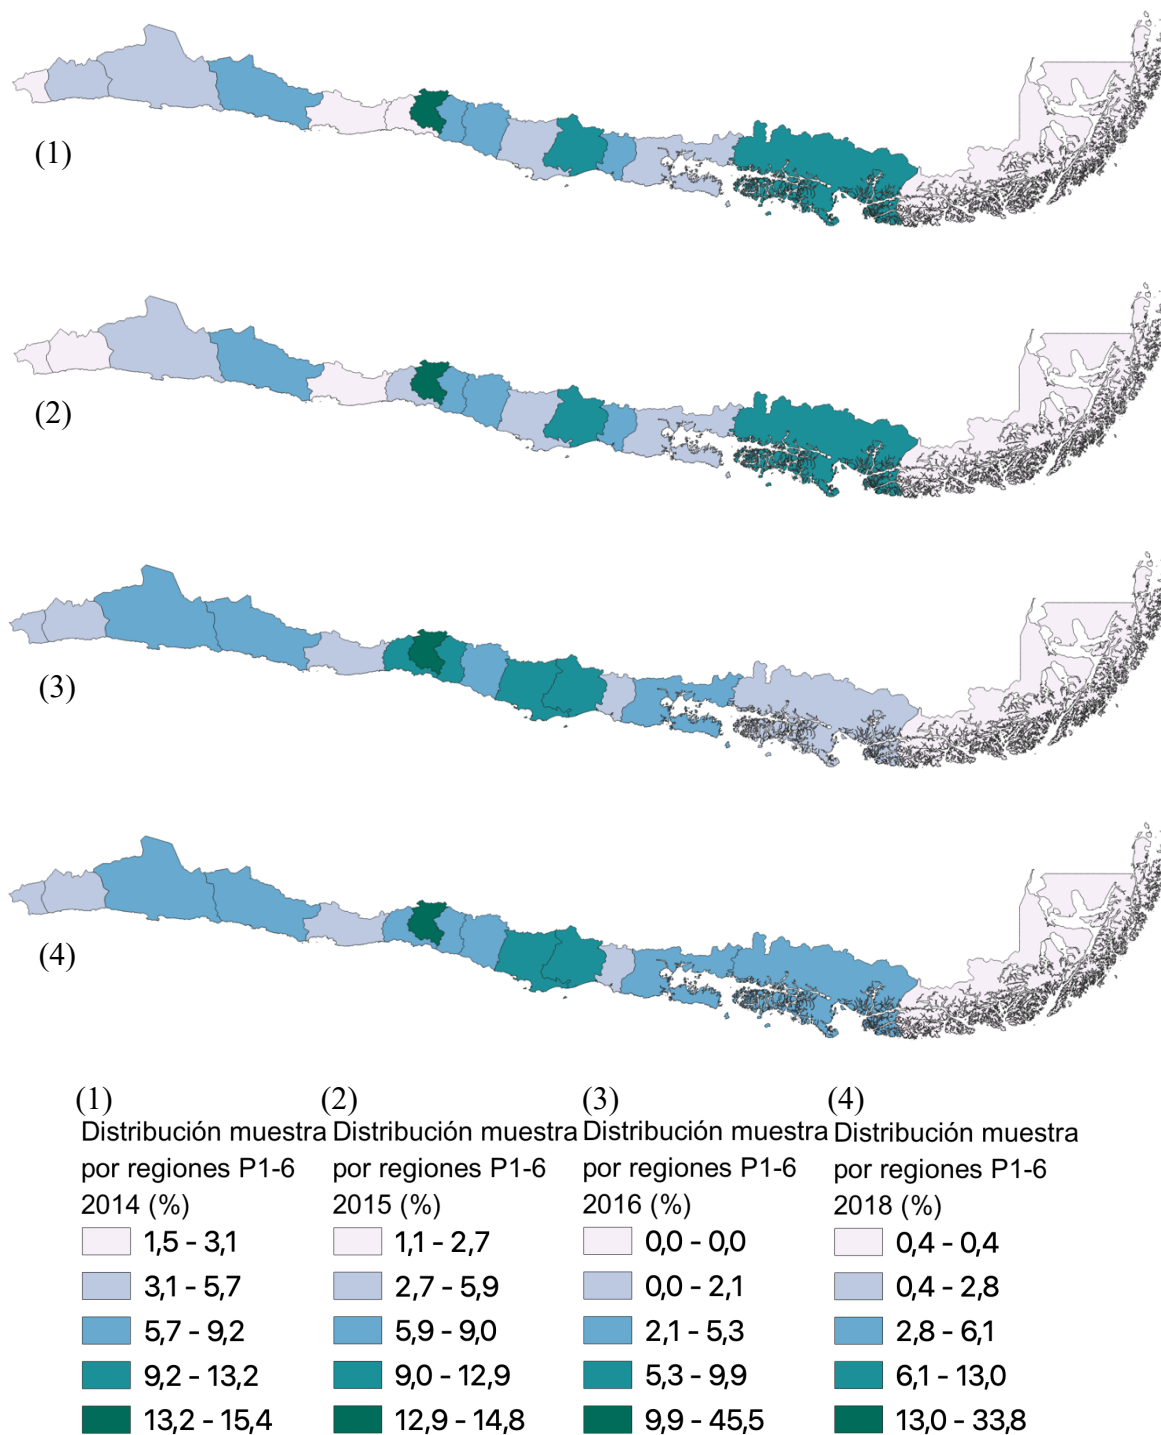 (1)
(2)
(3)
(4)
(1)
Distribución muestra
por regiones P1-6
2014 (%)
1,5 - 3,1
3,1 - 5,7
5,7 - 9,2
9,2 - 13,2
13,2 - 15,4
(2)
Distribución muestra
por regiones P1-6
2015 (%)
1,1 - 2,7
2,7 - 5,9
5,9 - 9,0
9,0 - 12,9
12,9 - 14,8
(3)
Distribución muestra
por regiones P1-6
2016 (%)
0,0 - 0,0
0,0 - 2,1
2,1 - 5,3
5,3 - 9,9
9,9 - 45,5
(4)
Distribución muestra
por regiones P1-6
2018 (%)
0,4 - 0,4
0,4 - 2,8
2,8 - 6,1
6,1 - 13,0
13,0 - 33,8